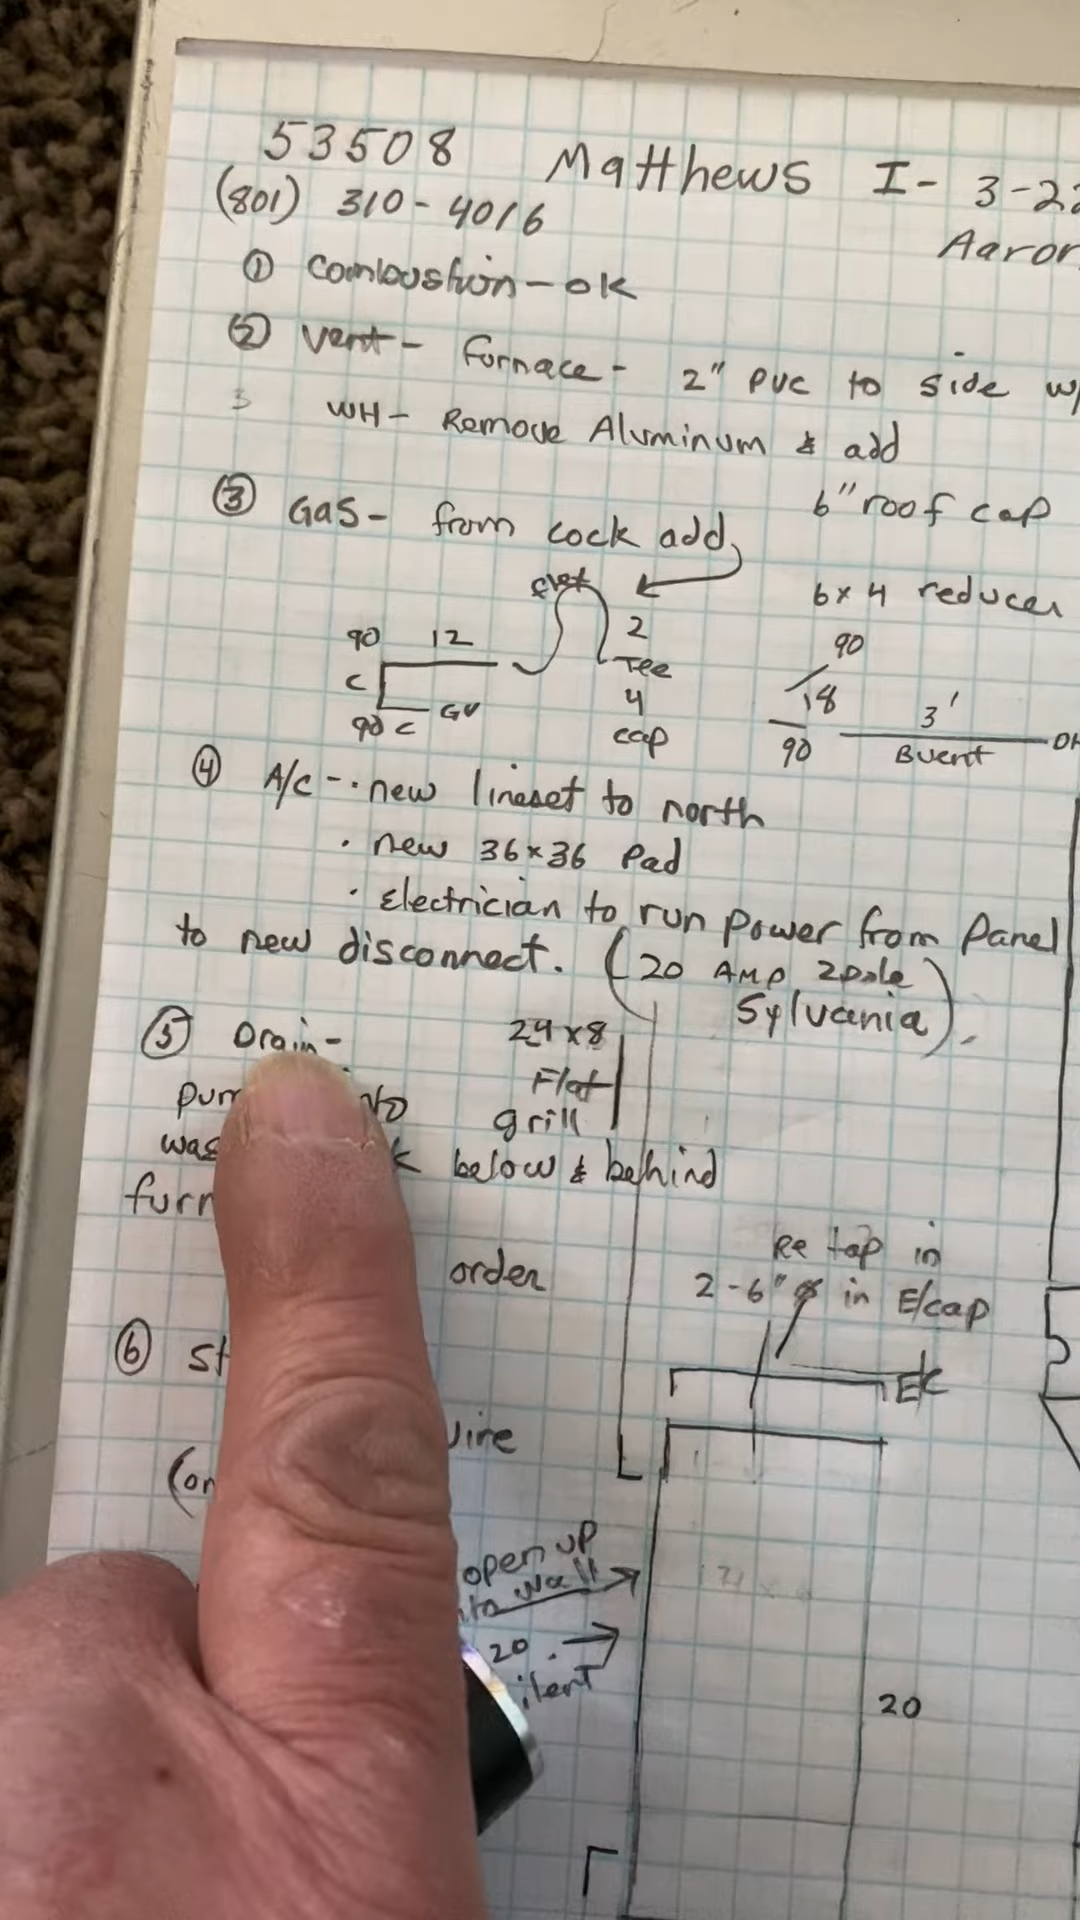 53508 Matthews I- 3-22
(801) 310-4016 Aaron
① Combustion - ok
② Vent - furnace - 2" PVC to side w/
WH - Remove Aluminum & add
6" roof cap
③ Gas - from cock add,
6x4 reducer
flex 2
Tee
4
cap
90 12
C
90 C GV
90
18
90
3'
Bvent
④ A/C - · new lineset to north
· new 36x36 Pad
· Electrician to run power from Panel
to new disconnect. (20 AMP 2pole
Sylvania).
⑤ Drain -
24x8
Flat
grill
below & behind
order
Re tap in
2-6" ø in E/cap
EC
⑥
open up
wall
20
20